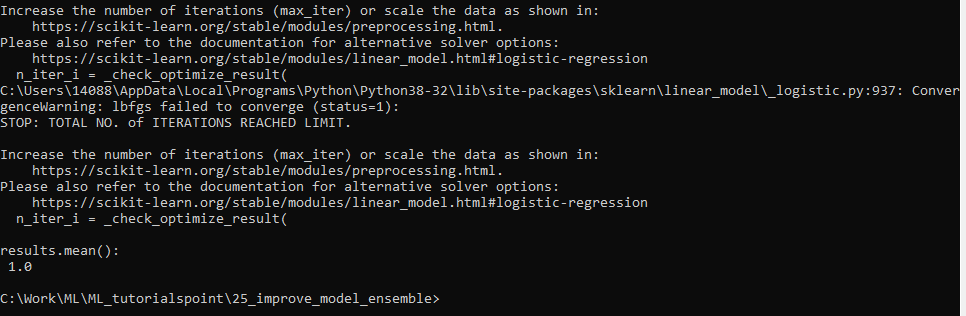 Increase the number of iterations (max_iter) or scale the data as shown in:
    https://scikit-learn.org/stable/modules/preprocessing.html.
Please also refer to the documentation for alternative solver options:
    https://scikit-learn.org/stable/modules/linear_model.html#logistic-regression
  n_iter_i = _check_optimize_result(
C:\Users\14088\AppData\Local\Programs\Python\Python38-32\lib\site-packages\sklearn\linear_model\_logistic.py:937: Conver
genceWarning: lbfgs failed to converge (status=1):
STOP: TOTAL NO. of ITERATIONS REACHED LIMIT.

Increase the number of iterations (max_iter) or scale the data as shown in:
    https://scikit-learn.org/stable/modules/preprocessing.html.
Please also refer to the documentation for alternative solver options:
    https://scikit-learn.org/stable/modules/linear_model.html#logistic-regression
  n_iter_i = _check_optimize_result(

results.mean():
 1.0

C:\Work\ML\ML_tutorialspoint\25_improve_model_ensemble>